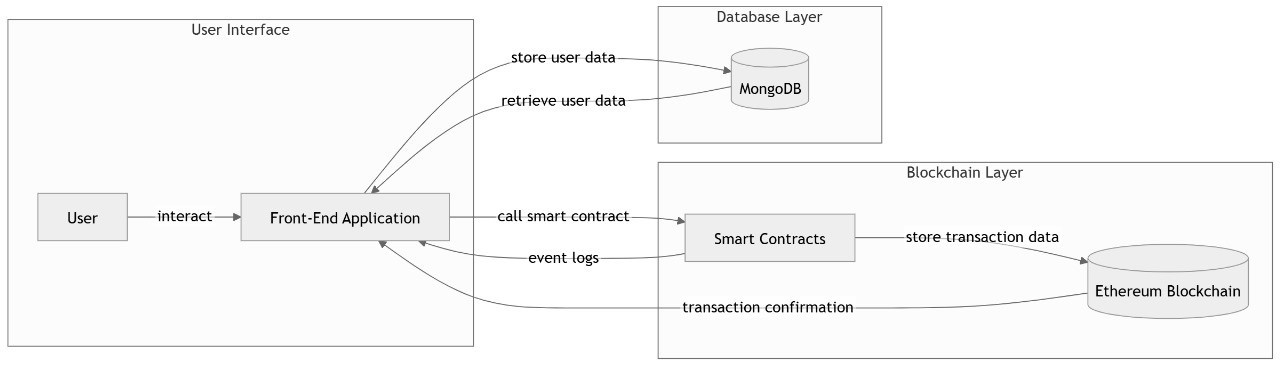 User Interface
Database Layer
store user data
MongoDB
retrieve user data
Blockchain Layer
User
interact
Front-End Application
call smart contract
Smart Contracts
store transaction data
event logs
Ethereum Blockchain
transaction confirmation